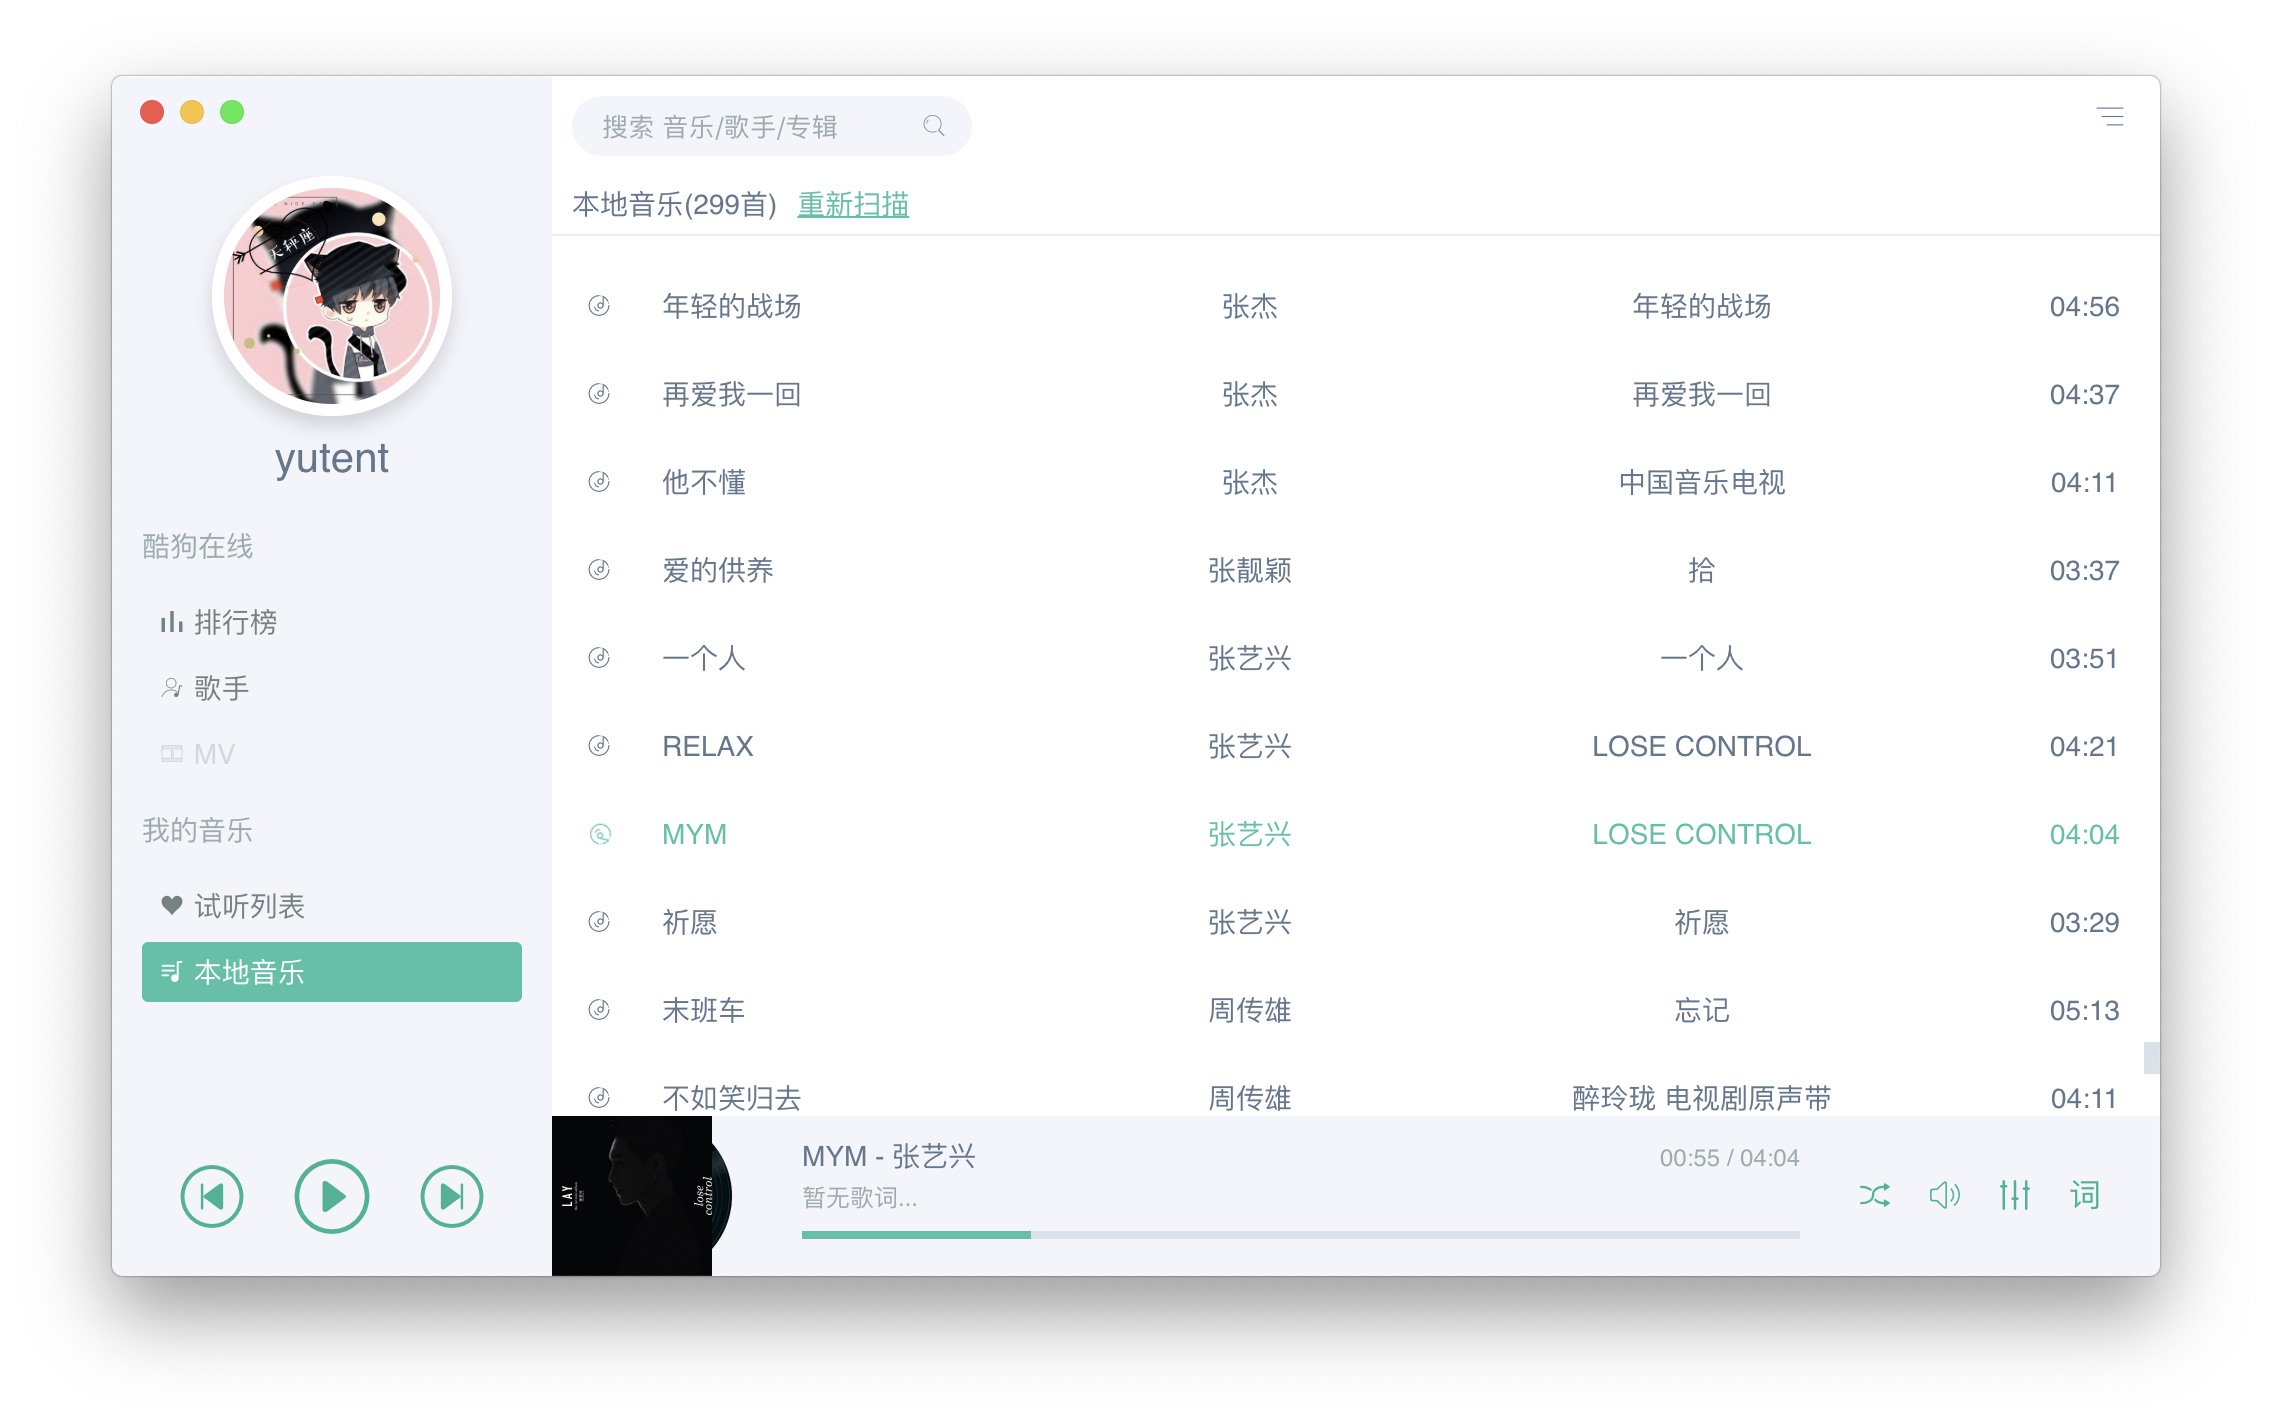 搜索 音乐/歌手/专辑
本地音乐(299首) 重新扫描
天秤座
yutent
酷狗在线
排行榜
歌手
MV
我的音乐
试听列表
本地音乐
年轻的战场 张杰 年轻的战场 04:56
再爱我一回 张杰 再爱我一回 04:37
他不懂 张杰 中国音乐电视 04:11
爱的供养 张靓颖 拾 03:37
一个人 张艺兴 一个人 03:51
RELAX 张艺兴 LOSE CONTROL 04:21
MYM 张艺兴 LOSE CONTROL 04:04
祈愿 张艺兴 祈愿 03:29
末班车 周传雄 忘记 05:13
不如笑归去 周传雄 醉玲珑 电视剧原声带 04:11
LAY
lose
control
MYM - 张艺兴 00:55 / 04:04
暂无歌词...
词